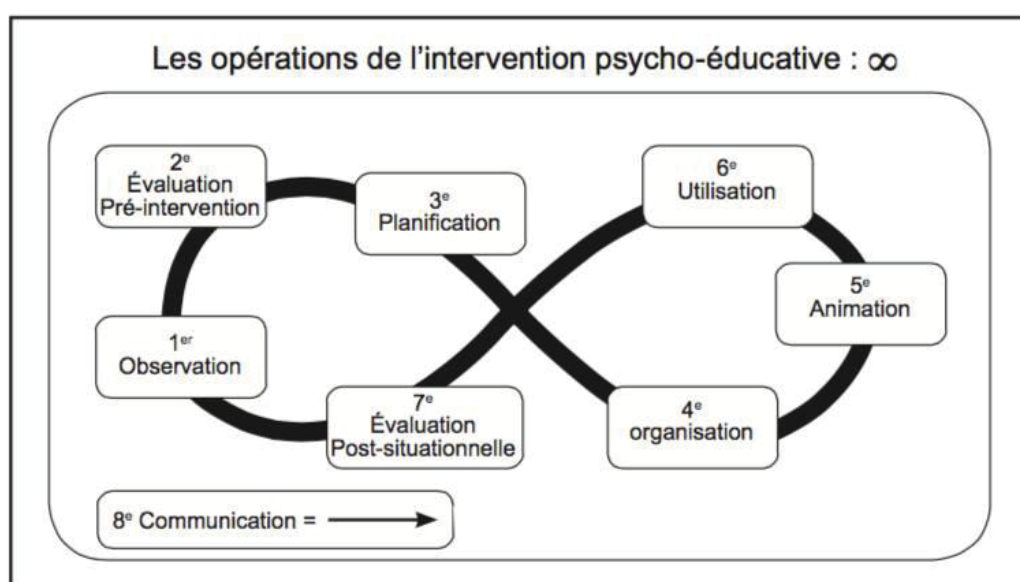 Les opérations de l'intervention psycho-éducative : ∞
2e
Évaluation
Pré-intervention
3e
Planification
6e
Utilisation
5e
Animation
1er
Observation
7e
Évaluation
Post-situationnelle
4e
organisation
8e Communication =